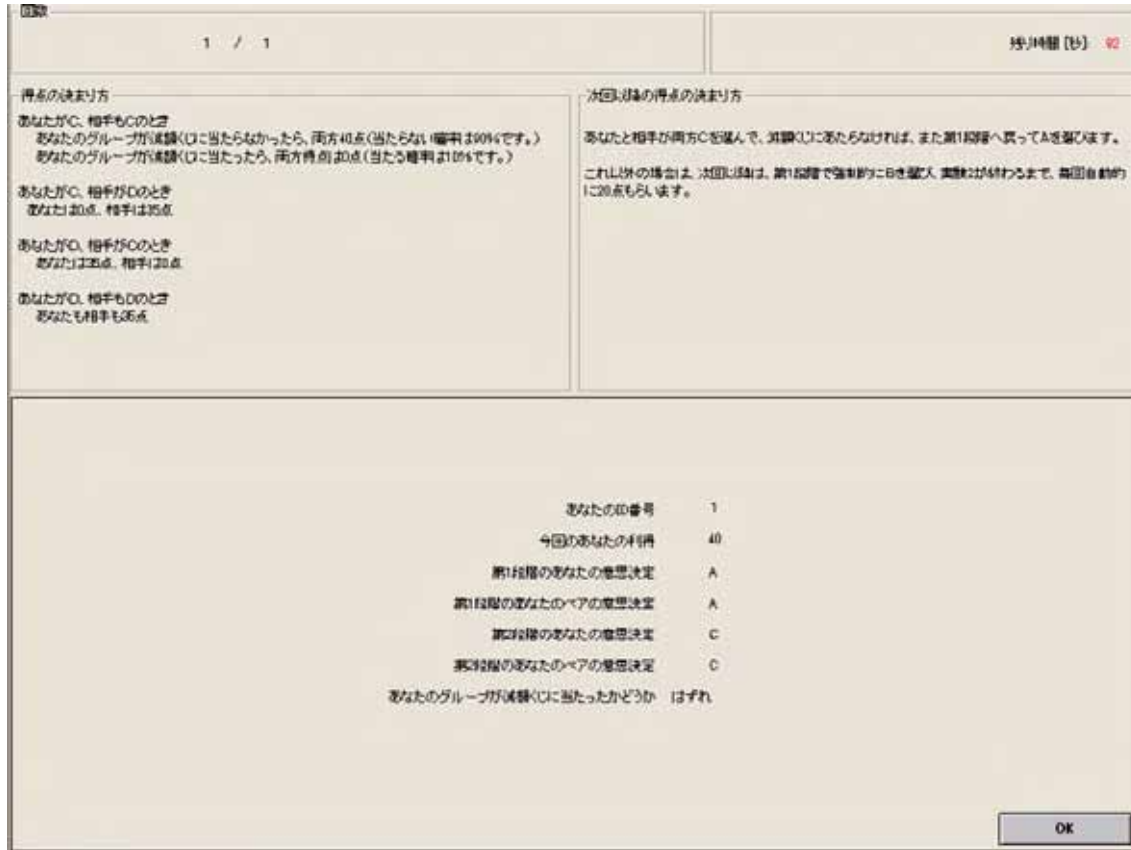 回数
1 / 1
残り時間 [秒] 92
得点の決まり方
あなたがC、相手もCのとき
あなたのグループが減額くじに当たらなかったら、両方40点(当たらない確率は90%です。)
あなたのグループが減額くじに当たったら、両方得点は0点(当たる確率は10%です。)
あなたがC、相手がDのとき
あなたは0点、相手は35点
あなたがD、相手がCのとき
あなたは35点、相手は0点
あなたがD、相手もDのとき
あなたも相手も35点
次回以降の得点の決まり方
あなたと相手が両方Cを選んで、減額くじにあたらなければ、また第1段階へ戻ってAを選びます。
これ以外の場合は、次回以降は、第1段階で強制的にBを選び、実験2が終わるまで、毎回自動的
に20点もらいます。
あなたのID番号 1
今回のあなたの利得 40
第1段階のあなたの意思決定 A
第1段階のあなたのペアの意思決定 A
第2段階のあなたの意思決定 C
第2段階のあなたのペアの意思決定 C
あなたのグループが減額くじに当たったかどうか はずれ
OK